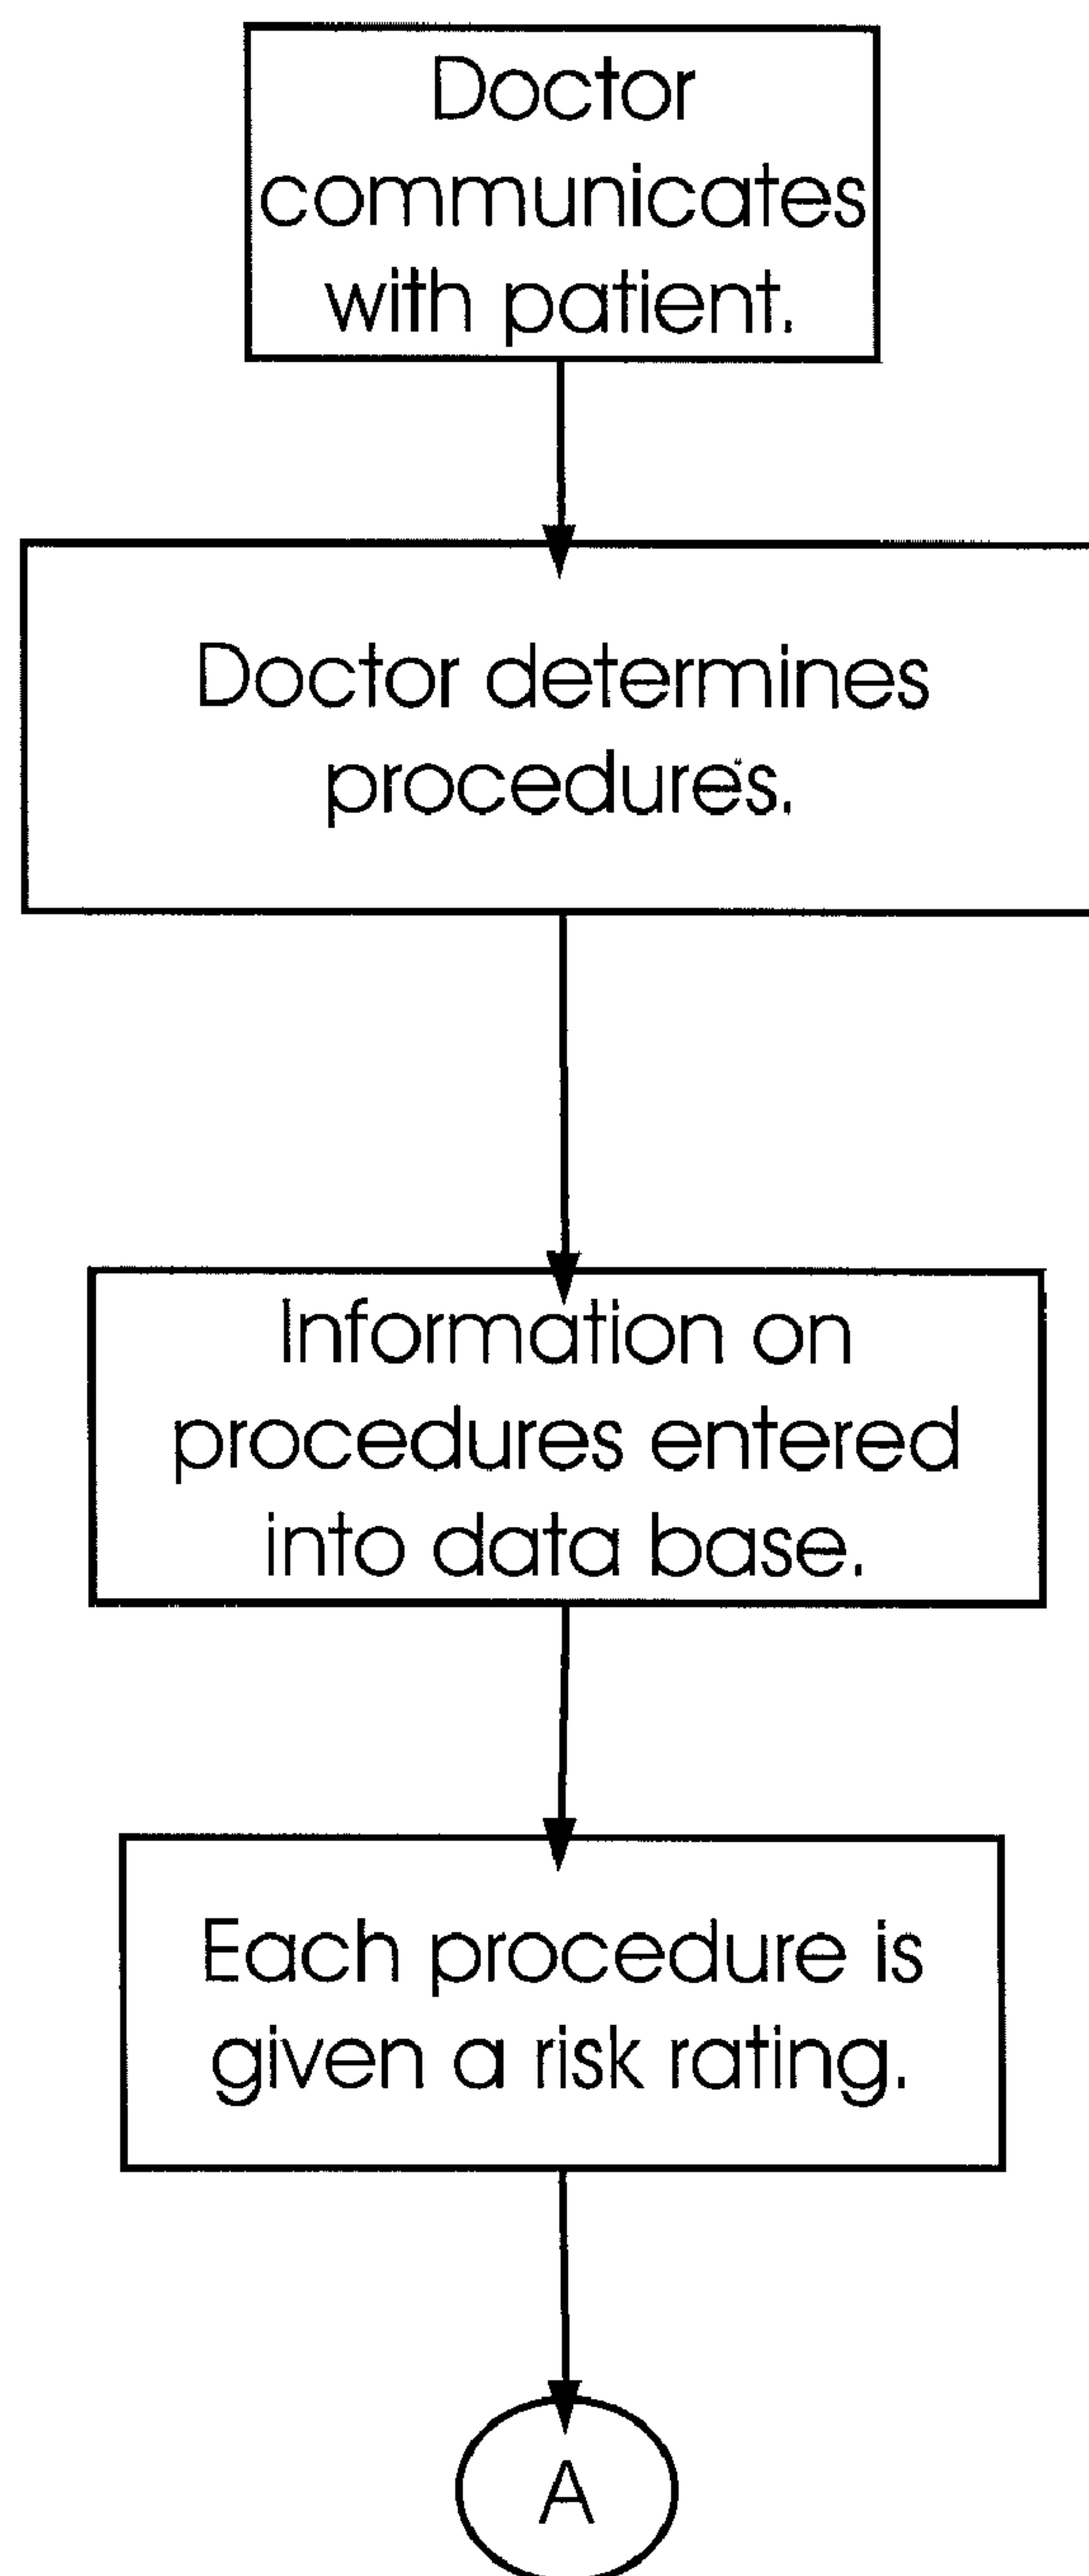 Doctor
communicates
with patient.
Doctor determines
procedures.
Information on
procedures entered
into data base.
Each procedure is
given a risk rating.
A